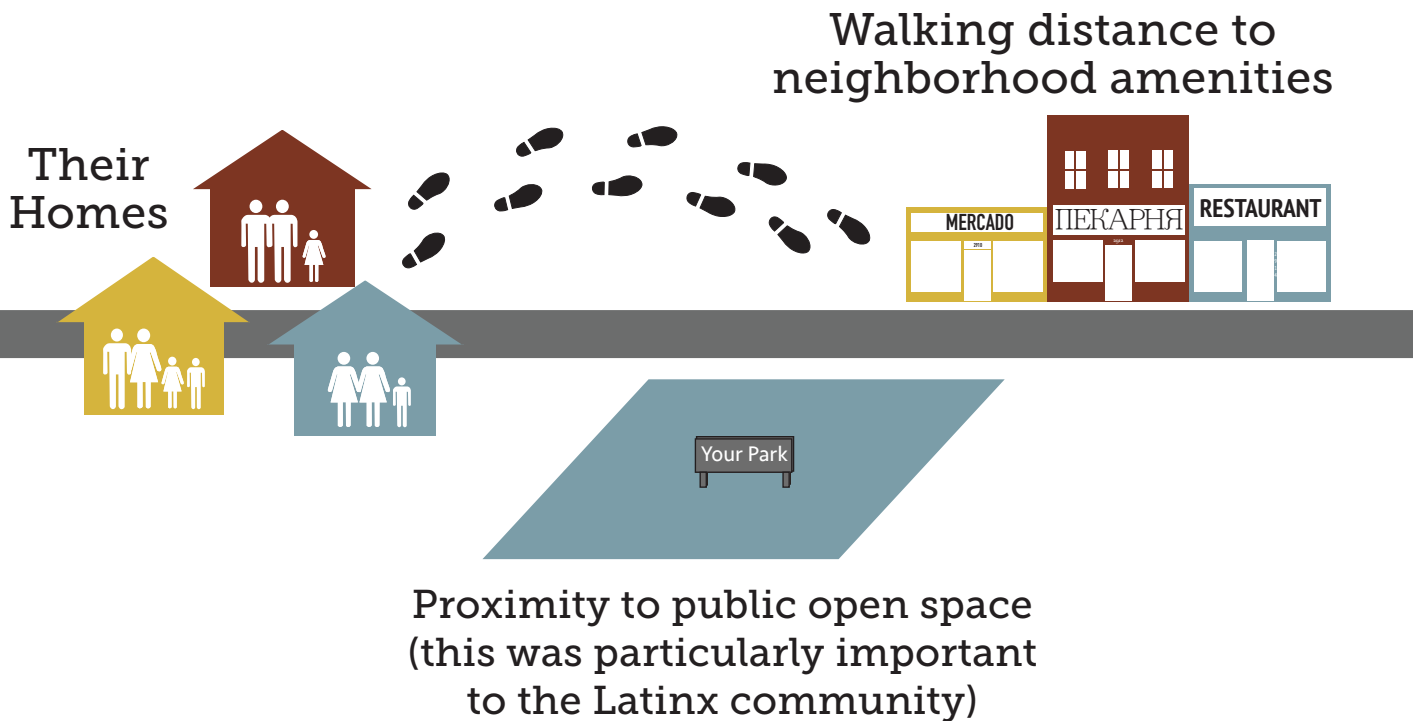 Walking distance to
neighborhood amenities
Their
Homes
MERCADO
ПЕКАРНЯ
RESTAURANT
2910
Your Park
Proximity to public open space
(this was particularly important
to the Latinx community)